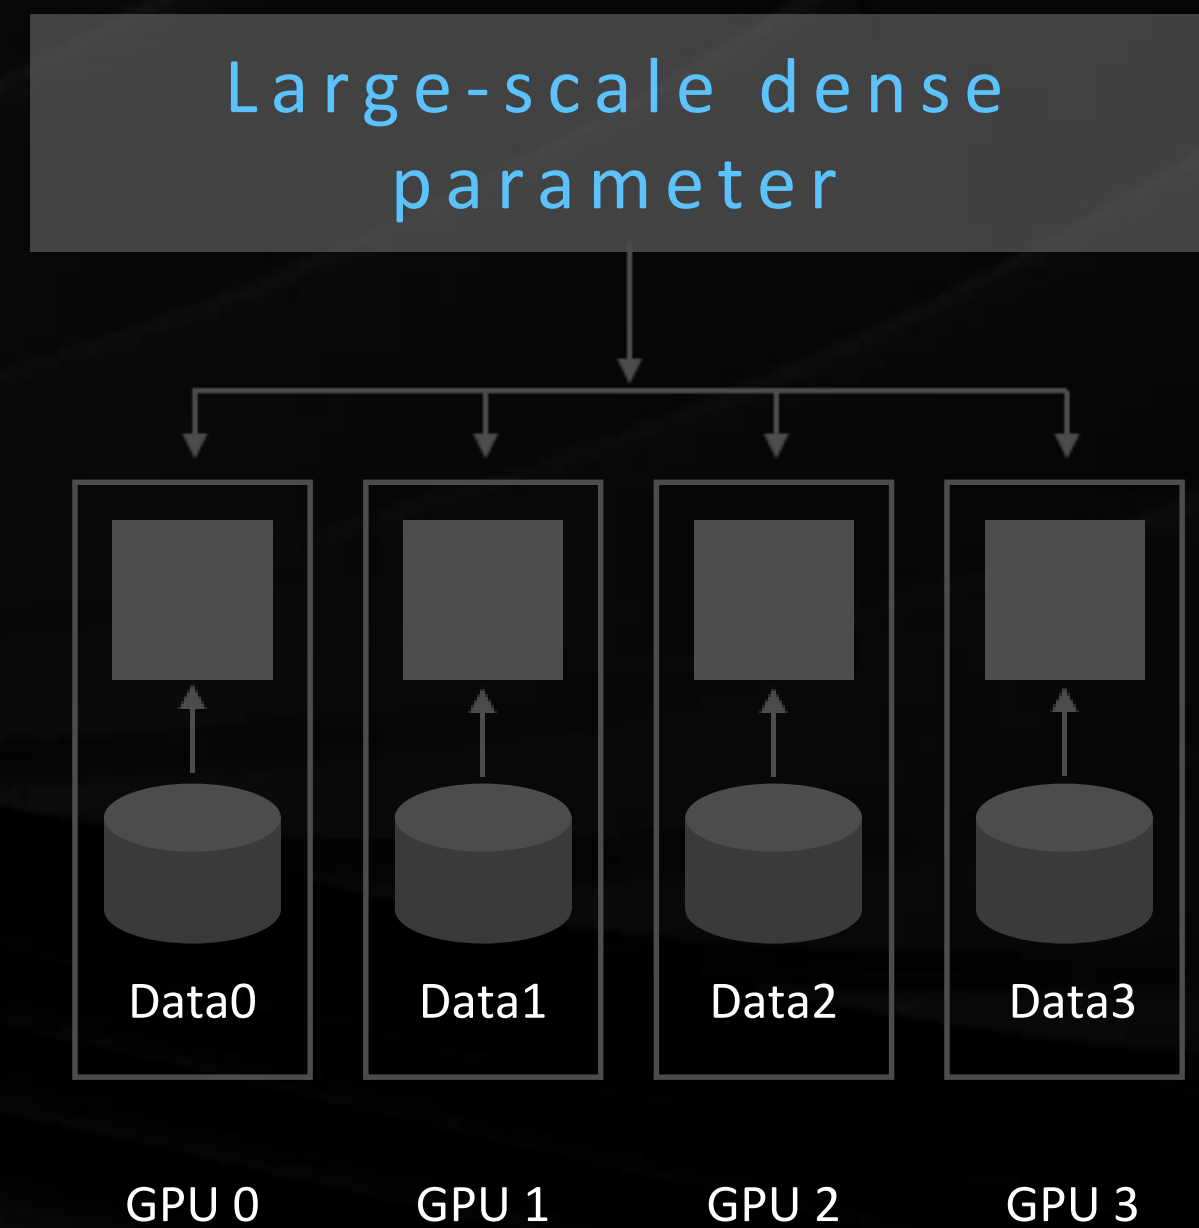 Large-scale dense
parameter
Data0
Data1
Data2
Data3
GPU 0
GPU 1
GPU 2
GPU 3